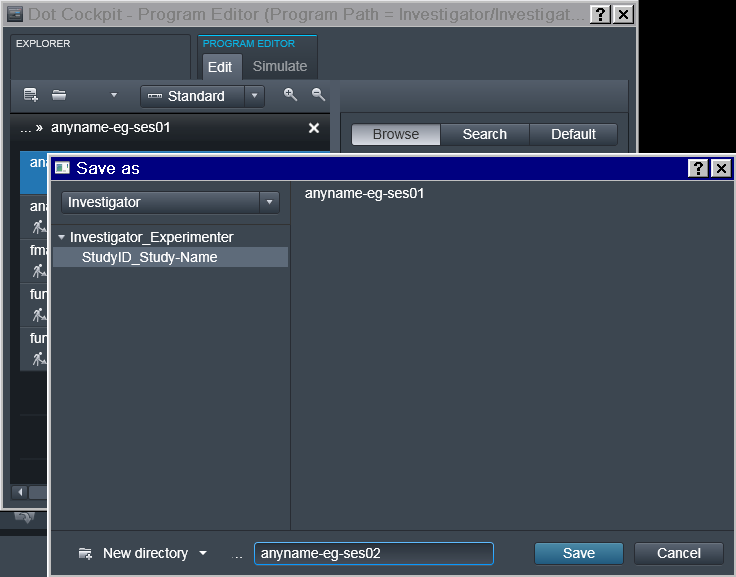 Dot Cockpit - Program Editor (Program Path = Investigator/Investigat...
EXPLORER
PROGRAM EDITOR
Edit
Simulate
Standard
... » anyname-eg-ses01
Browse
Search
Default
ana
ana
fma
fun
fun
Save as
Investigator
anyname-eg-ses01
Investigator_Experimenter
StudyID_Study-Name
New directory
...
anyname-eg-ses02
Save
Cancel